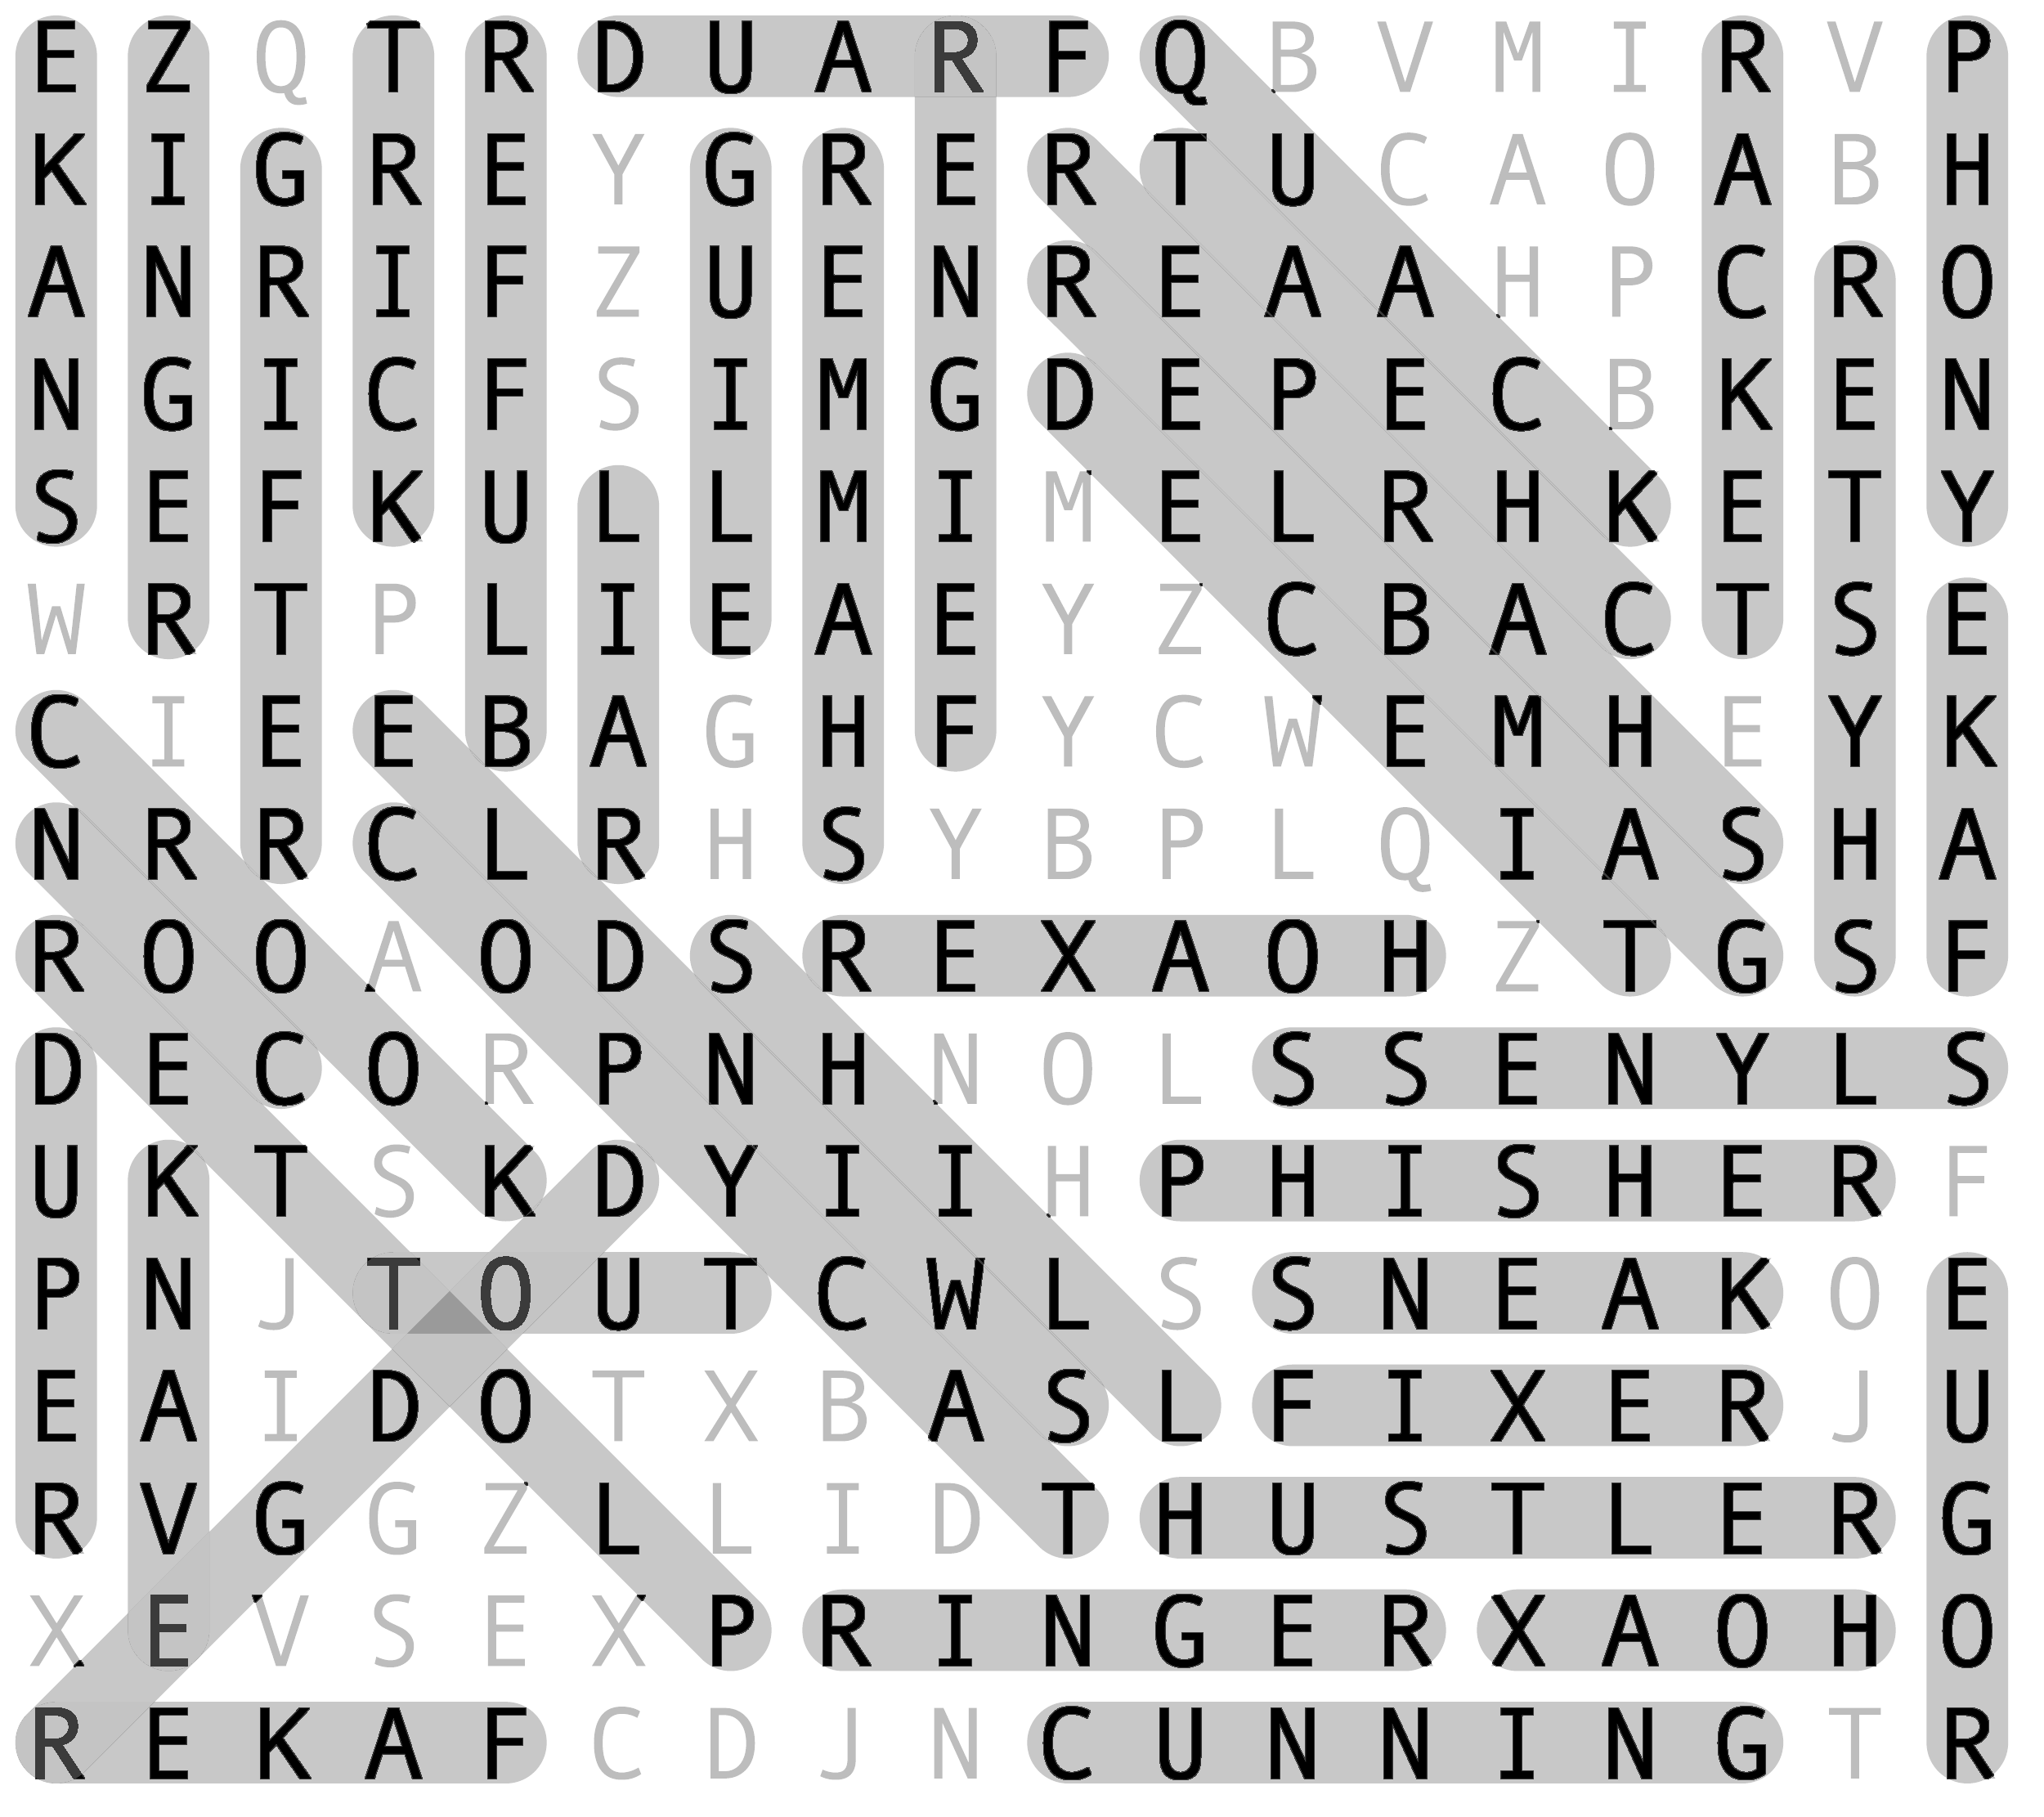 E Z Q T R D U A R F Q B V M I R V P
K I G R E Y G R E R T U C A O A B H
A N R I F Z U E N R E A A H P C R O
N G I C F S I M G D E P E C B K E N
S E F K U L L M I M E L R H K E T Y
W R T P L I E A E Y Z C B A C T S E
C I E E B A G H F Y C W E M H E Y K
N R R C L R H S Y B P L Q I A S H A
R O O A O D S R E X A O H Z T G S F
D E C O R P N H N O L S S E N Y L S
U K T S K D Y I I H P H I S H E R F
P N J T O U T C W L S S N E A K O E
E A I D O T X B A S L F I X E R J U
R V G G Z L L I D T H U S T L E R G
X E V S E X P R I N G E R X A O H O
R E K A F C D J N C U N N I N G T R